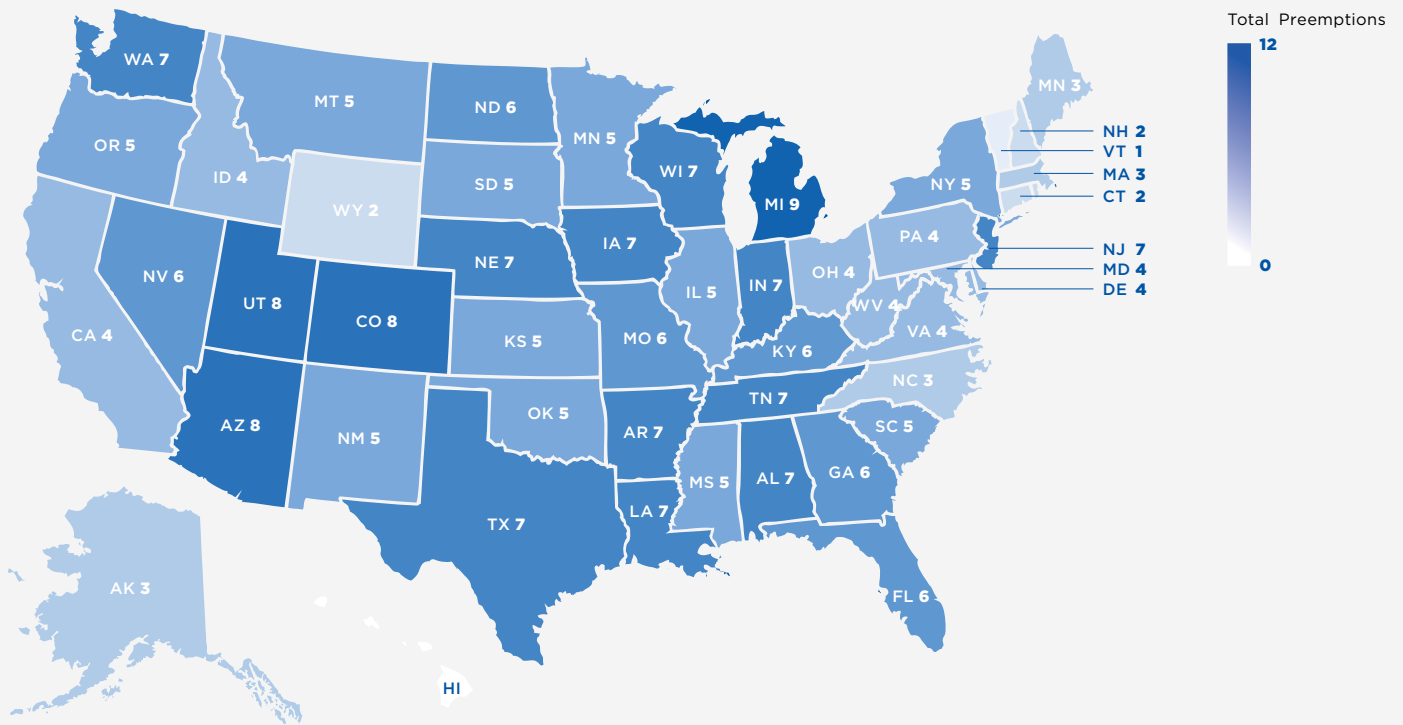 Total Preemptions
12
0
WA 7
MT 5
ND 6
MN 3
OR 5
MN 5
NH 2
VT 1
ID 4
SD 5
WI 7
MA 3
NY 5
CT 2
WY 2
MI 9
PA 4
IA 7
NJ 7
NE 7
OH 4
MD 4
NV 6
IN 7
DE 4
UT 8
IL 5
WV 4
CO 8
CA 4
KS 5
MO 6
KY 6
VA 4
NC 3
TN 7
OK 5
AZ 8
NM 5
AR 7
SC 5
GA 6
MS 5
AL 7
LA 7
TX 7
AK 3
FL 6
HI